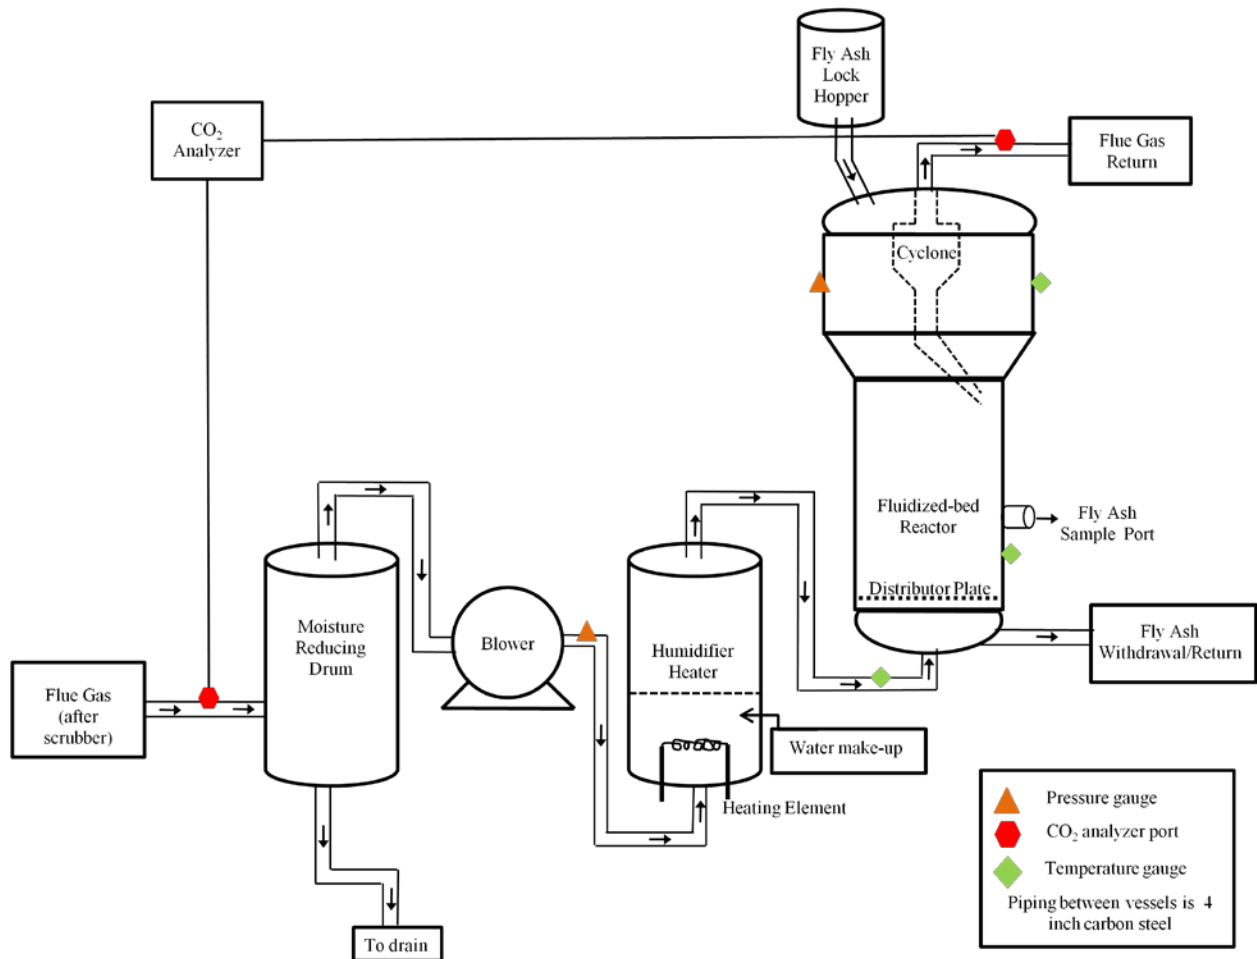 Fly Ash
Lock
Hopper
CO₂
Analyzer
Flue Gas
Return
Cyclone
Fluidized-bed
Reactor
Fly Ash
Sample Port
Distributor Plate
Moisture
Reducing
Drum
Blower
Humidifier
Heater
Fly Ash
Withdrawal/Return
Flue Gas
(after
scrubber)
Water make-up
Heating Element
To drain
Pressure gauge
CO₂ analyzer port
Temperature gauge
Piping between vessels is 4
inch carbon steel